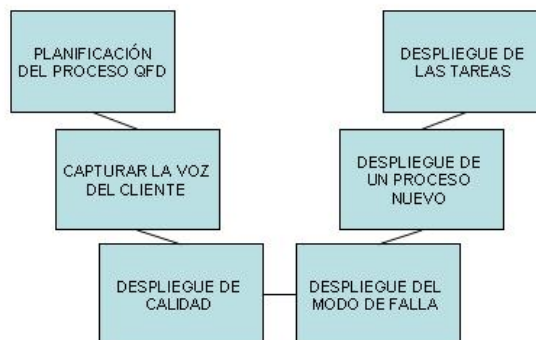 PLANIFICACIÓN
DEL PROCESO QFD
CAPTURAR LA VOZ
DEL CLIENTE
DESPLIEGUE DE
CALIDAD
DESPLIEGUE DEL
MODO DE FALLA
DESPLIEGUE DE
UN PROCESO
NUEVO
DESPLIEGUE DE
LAS TAREAS